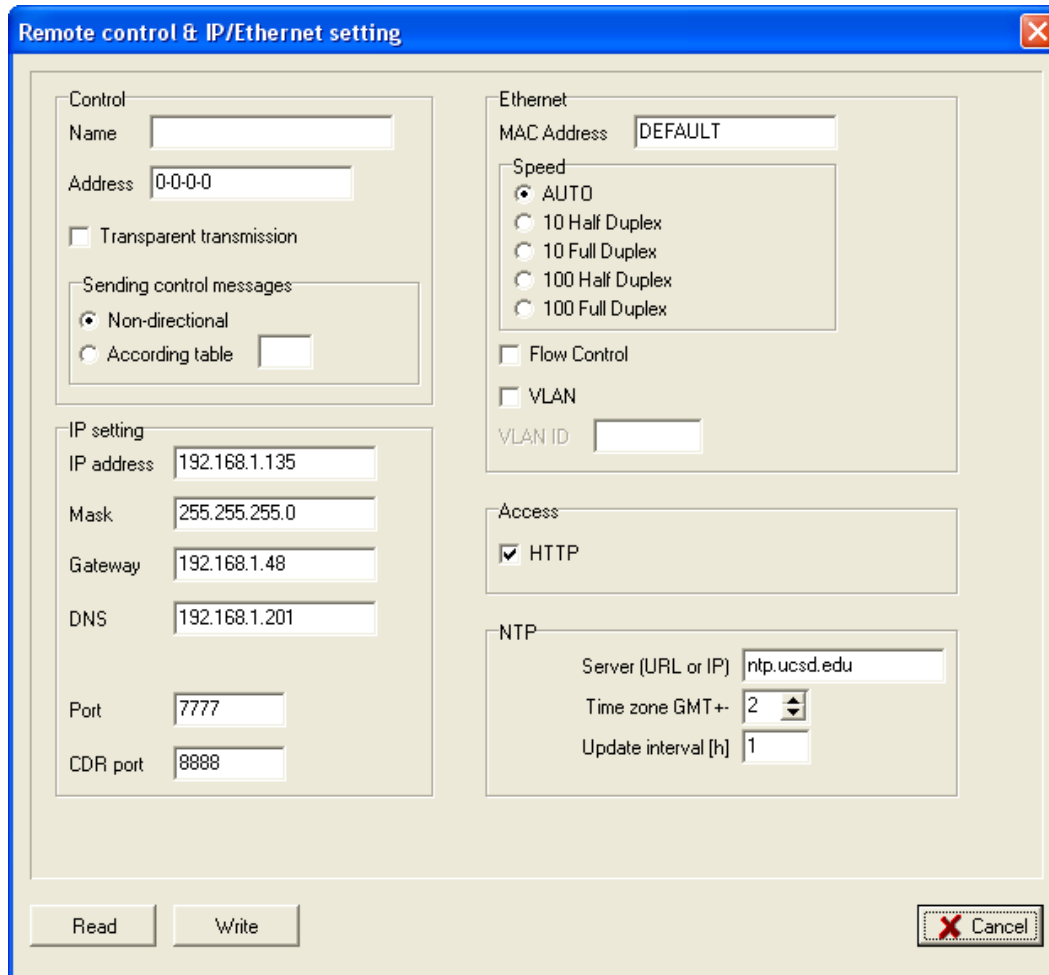 Remote control & IP/Ethernet setting
Control
Name
Address 0-0-0-0
Transparent transmission
Sending control messages
Non-directional
According table
IP setting
IP address 192.168.1.135
Mask 255.255.255.0
Gateway 192.168.1.48
DNS 192.168.1.201
Port 7777
CDR port 8888
Ethernet
MAC Address DEFAULT
Speed
AUTO
10 Half Duplex
10 Full Duplex
100 Half Duplex
100 Full Duplex
Flow Control
VLAN
VLAN ID
Access
HTTP
NTP
Server (URL or IP) ntp.ucsd.edu
Time zone GMT+- 2
Update interval [h] 1
Read Write Cancel